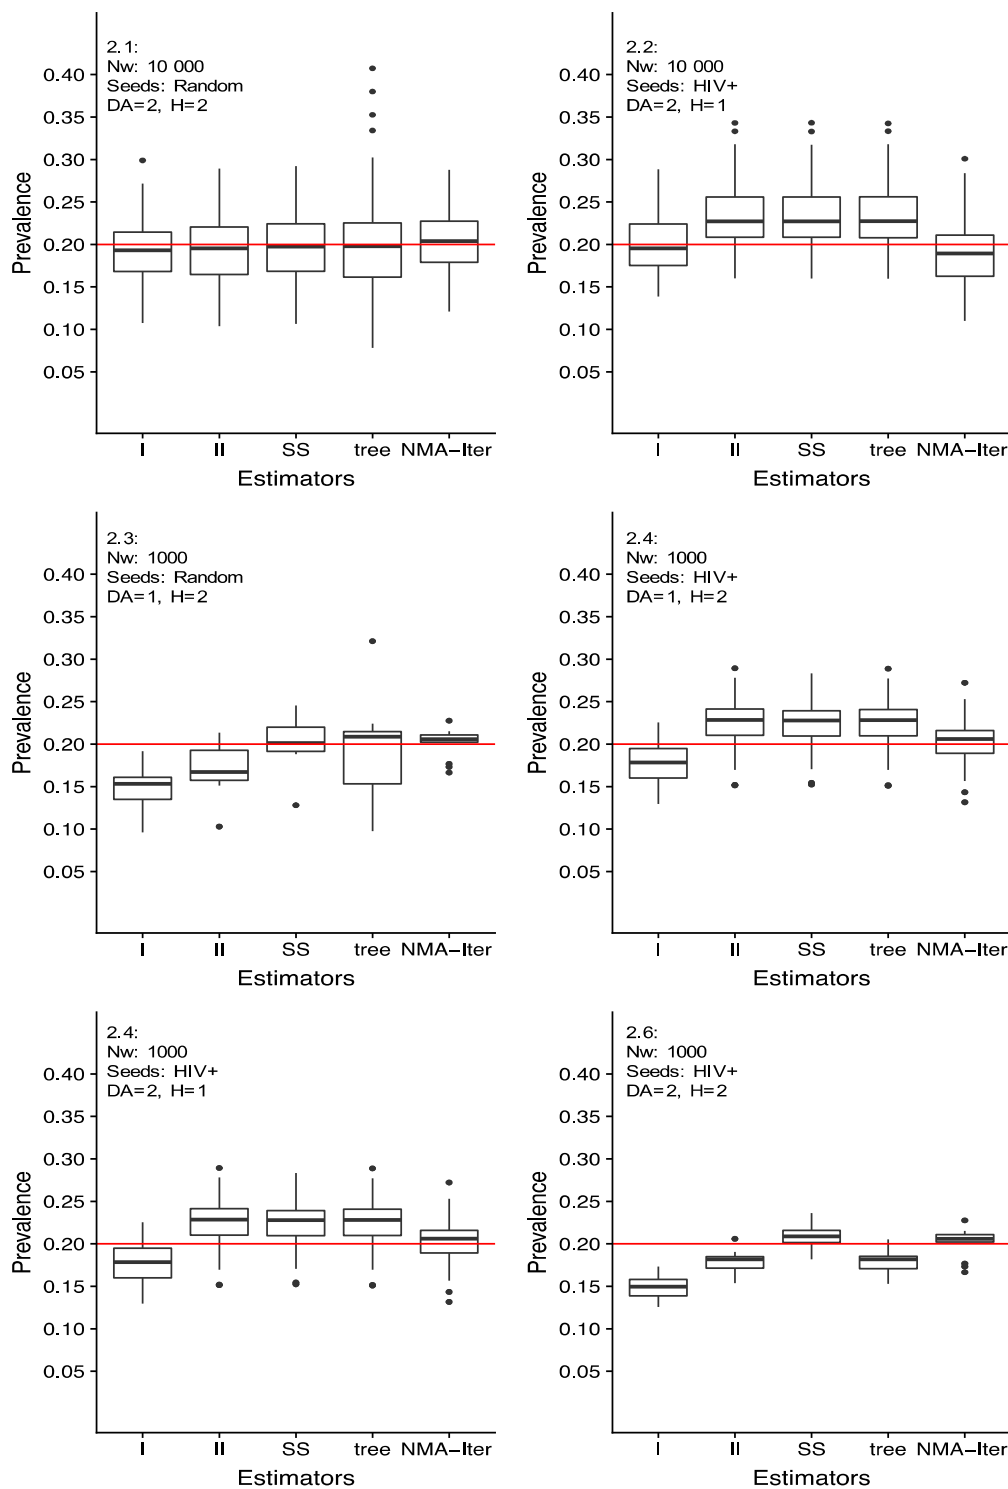 2.1:
Nw: 10 000
Seeds: Random
DA=2, H=2
0.40
0.35
0.30
0.25
0.20
0.15
0.10
0.05
Prevalence
I II SS tree NMA-Iter
Estimators
2.2:
Nw: 10 000
Seeds: HIV+
DA=2, H=1
0.40
0.35
0.30
0.25
0.20
0.15
0.10
0.05
Prevalence
I II SS tree NMA-Iter
Estimators
2.3:
Nw: 1000
Seeds: Random
DA=1, H=2
0.40
0.35
0.30
0.25
0.20
0.15
0.10
0.05
Prevalence
I II SS tree NMA-Iter
Estimators
2.4:
Nw: 1000
Seeds: HIV+
DA=1, H=2
0.40
0.35
0.30
0.25
0.20
0.15
0.10
0.05
Prevalence
I II SS tree NMA-Iter
Estimators
2.4:
Nw: 1000
Seeds: HIV+
DA=2, H=1
0.40
0.35
0.30
0.25
0.20
0.15
0.10
0.05
Prevalence
I II SS tree NMA-Iter
Estimators
2.6:
Nw: 1000
Seeds: HIV+
DA=2, H=2
0.40
0.35
0.30
0.25
0.20
0.15
0.10
0.05
Prevalence
I II SS tree NMA-Iter
Estimators